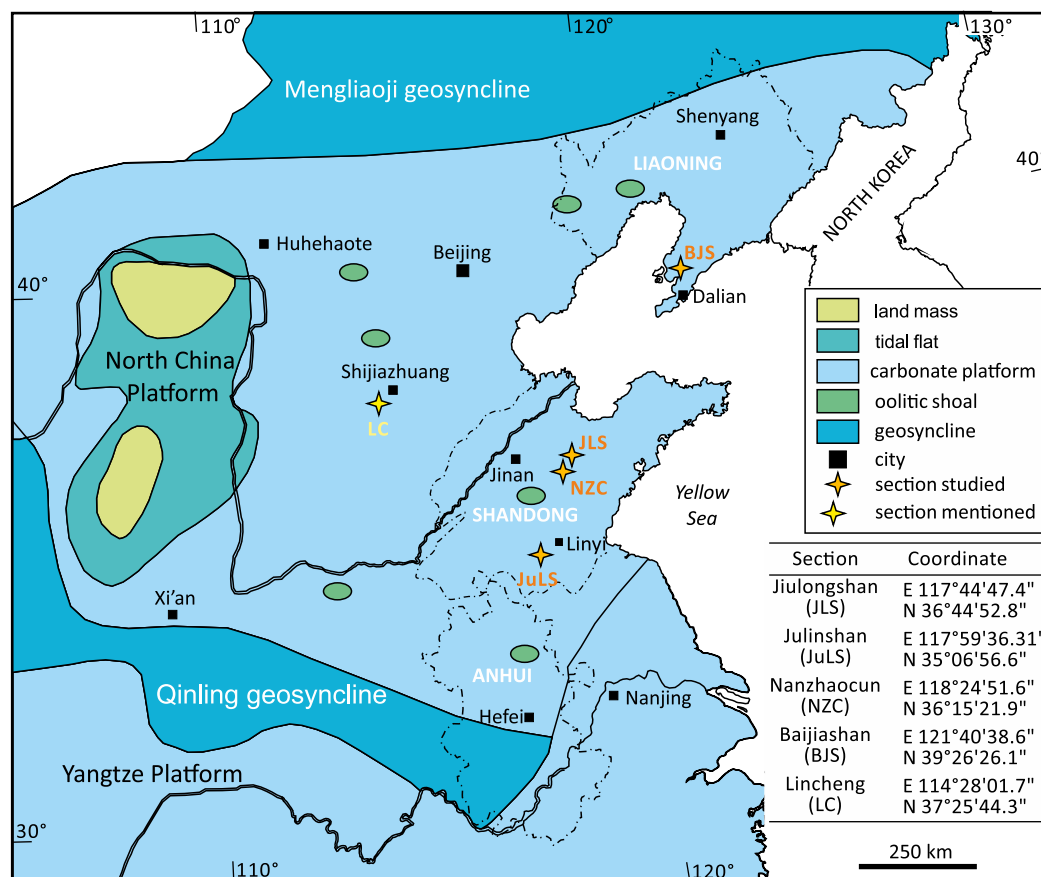 110°
120°
130°
Mengliaoji geosyncline
Shenyang
LIAONING
40°
NORTH KOREA
Huhehaote
Beijing
BJS
Dalian
40°
North China
Platform
Shijiazhuang
LC
JLS
Jinan
NZC
SHANDONG
Yellow
Sea
Linyi
JuLS
Xi'an
ANHUI
Qinling geosyncline
Hefei
Nanjing
Yangtze Platform
30°
110°
120°
land mass
tidal flat
carbonate platform
oolitic shoal
geosyncline
city
section studied
section mentioned
Section Coordinate
Jiulongshan E 117°44'47.4"
(JLS) N 36°44'52.8"
Julinshan E 117°59'36.31'
(JuLS) N 35°06'56.6"
Nanzhaocun E 118°24'51.6"
(NZC) N 36°15'21.9"
Baijiashan E 121°40'38.6"
(BJS) N 39°26'26.1"
Lincheng E 114°28'01.7"
(LC) N 37°25'44.3"
250 km